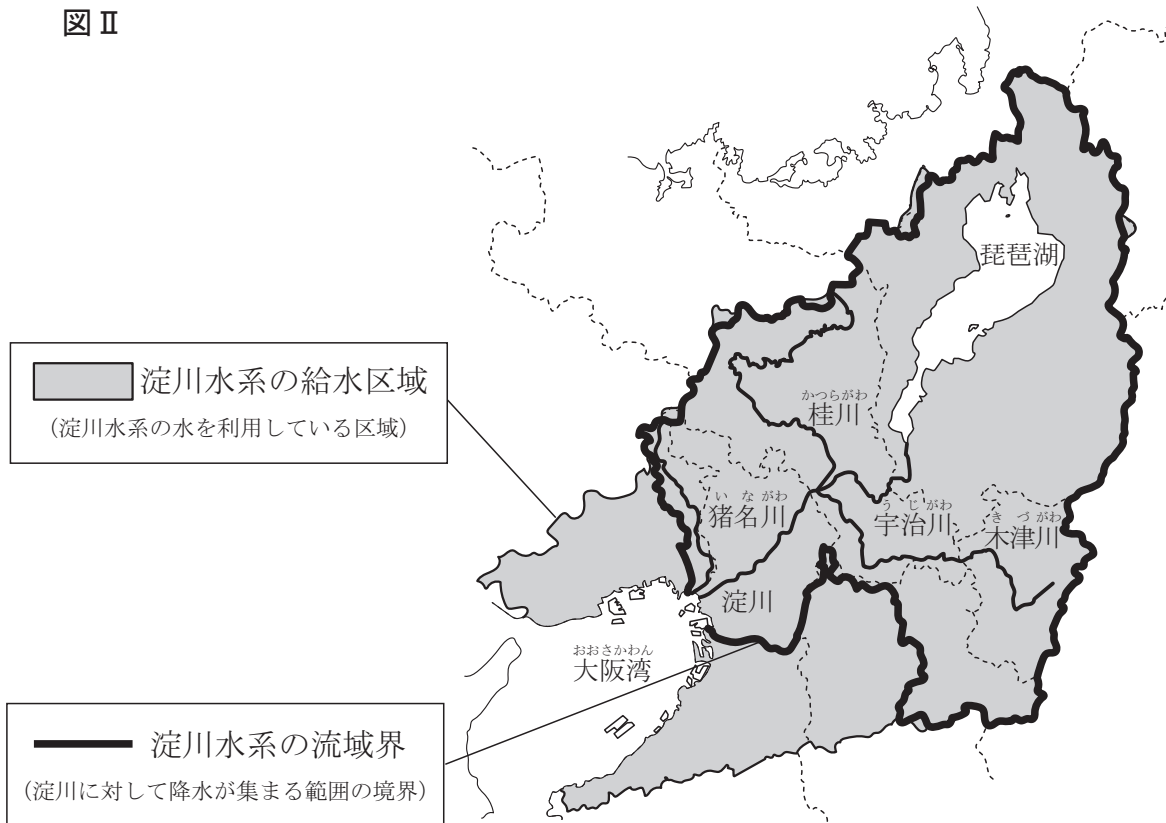 図Ⅱ
琵琶湖
淀川水系の給水区域
(淀川水系の水を利用している区域)
かつらがわ
桂川
いながわ
猪名川
うじがわ
宇治川
きづがわ
木津川
淀川
おおさかわん
大阪湾
淀川水系の流域界
(淀川に対して降水が集まる範囲の境界)